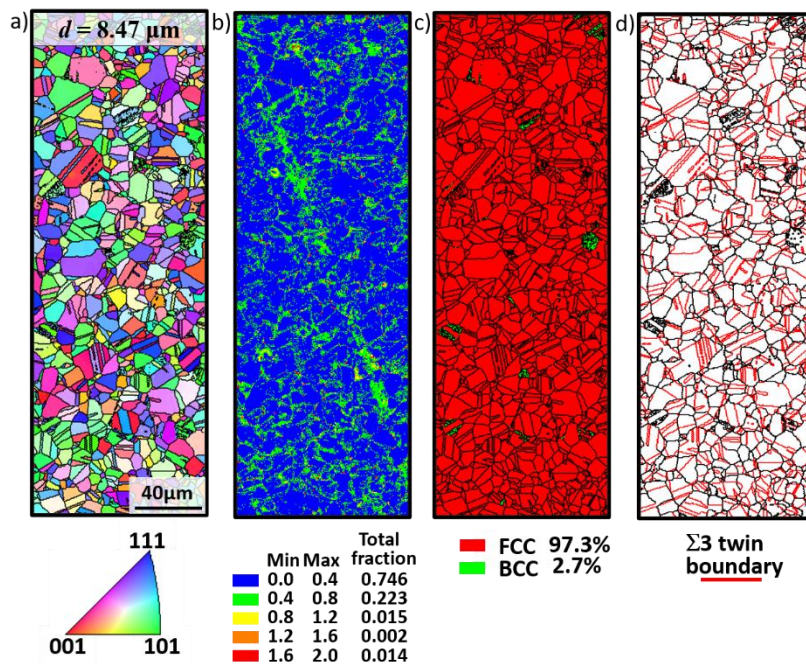 a)
d = 8.47 μm
40μm
b)
c)
d)
111
001
101
Min Max Total fraction
0.0 0.4 0.746
0.4 0.8 0.223
0.8 1.2 0.015
1.2 1.6 0.002
1.6 2.0 0.014
FCC 97.3%
BCC 2.7%
Σ3 twin
boundary